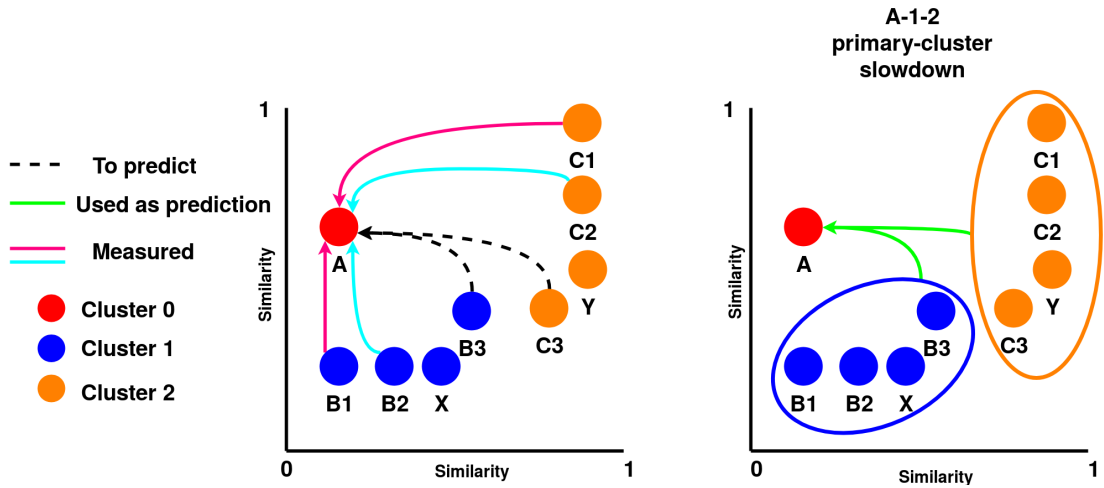 To predict
Used as prediction
Measured
Cluster 0
Cluster 1
Cluster 2
1
Similarity
C1
C2
A
Y
B3
C3
B1
B2
X
0
Similarity
1
A-1-2
primary-cluster
slowdown
1
Similarity
C1
C2
A
Y
B3
C3
B1
B2
X
0
Similarity
1